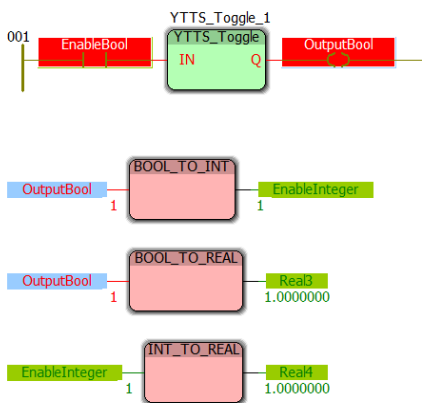 YTTS_Toggle_1
001 EnableBool YTTS_Toggle OutputBool
IN Q
BOOL_TO_INT
OutputBool EnableInteger
1 1
BOOL_TO_REAL
OutputBool Real3
1 1.0000000
INT_TO_REAL
EnableInteger Real4
1 1.0000000